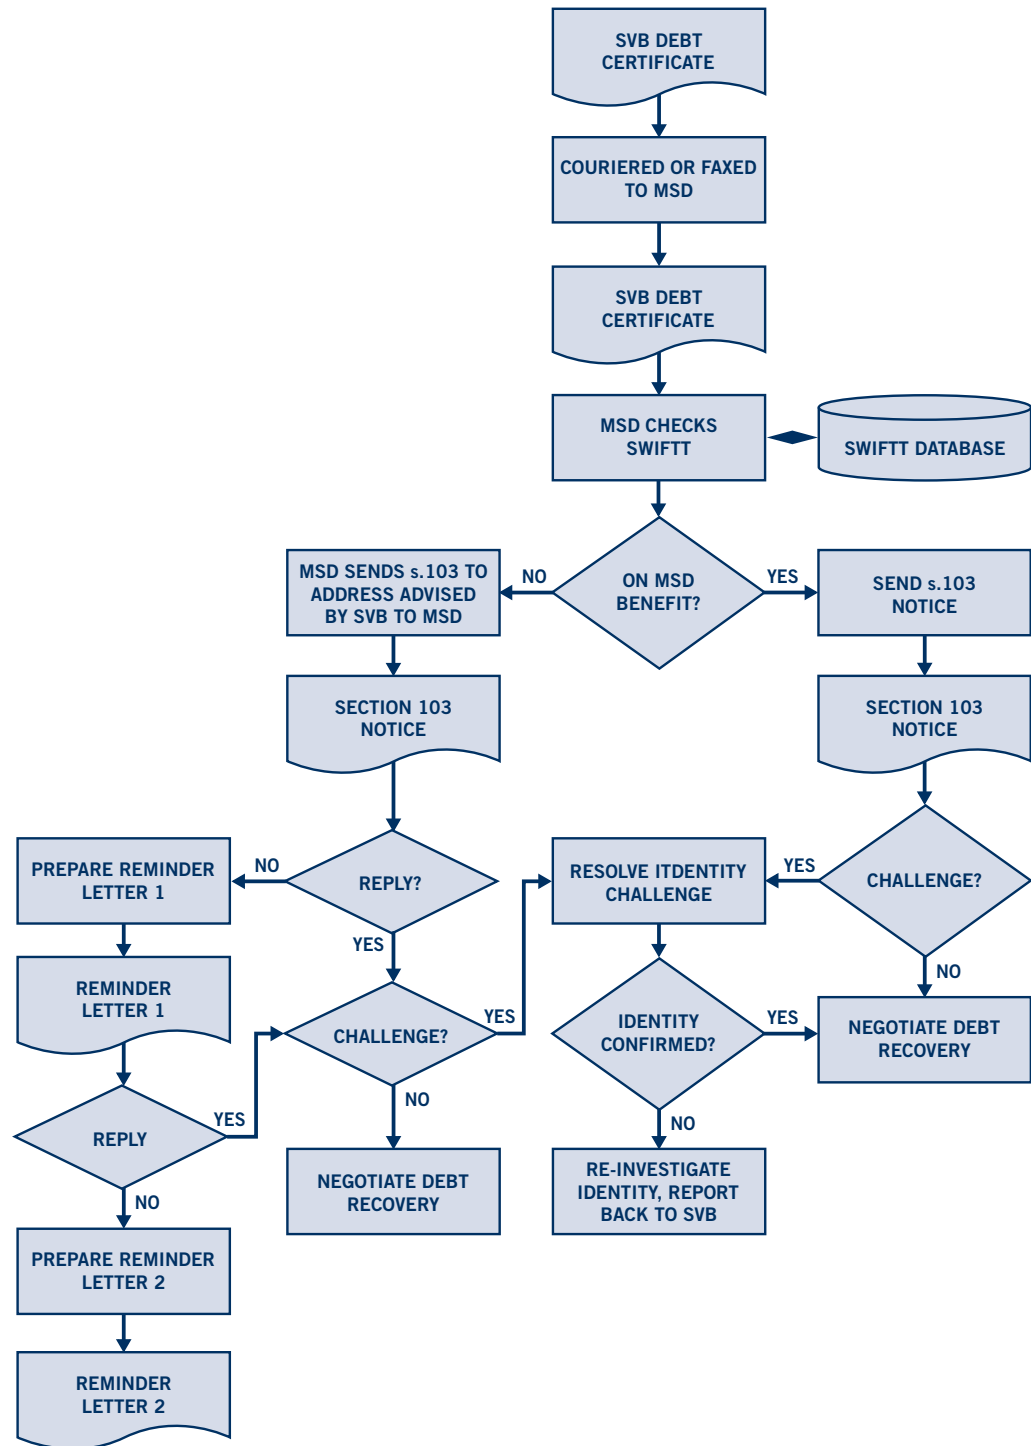 SVB DEBT
CERTIFICATE
COURIERED OR FAXED
TO MSD
SVB DEBT
CERTIFICATE
MSD CHECKS
SWIFTT
SWIFTT DATABASE
MSD SENDS s.103 TO
ADDRESS ADVISED
BY SVB TO MSD
NO
ON MSD
BENEFIT?
YES
SEND s.103
NOTICE
SECTION 103
NOTICE
SECTION 103
NOTICE
PREPARE REMINDER
LETTER 1
NO
REPLY?
YES
RESOLVE ITDENTITY
CHALLENGE
YES
CHALLENGE?
NO
REMINDER
LETTER 1
CHALLENGE?
YES
NO
IDENTITY
CONFIRMED?
YES
NO
NEGOTIATE DEBT
RECOVERY
REPLY
YES
NO
NEGOTIATE DEBT
RECOVERY
RE-INVESTIGATE
IDENTITY, REPORT
BACK TO SVB
PREPARE REMINDER
LETTER 2
REMINDER
LETTER 2